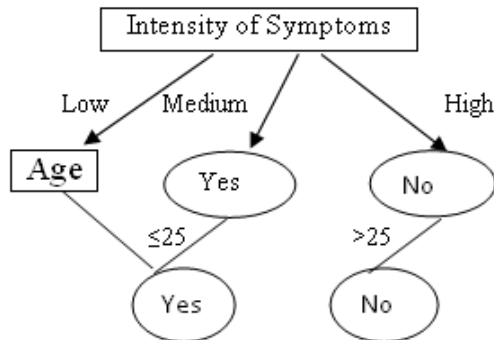 Intensity of Symptoms
Low Medium High
Age Yes No
≤25 >25
Yes No